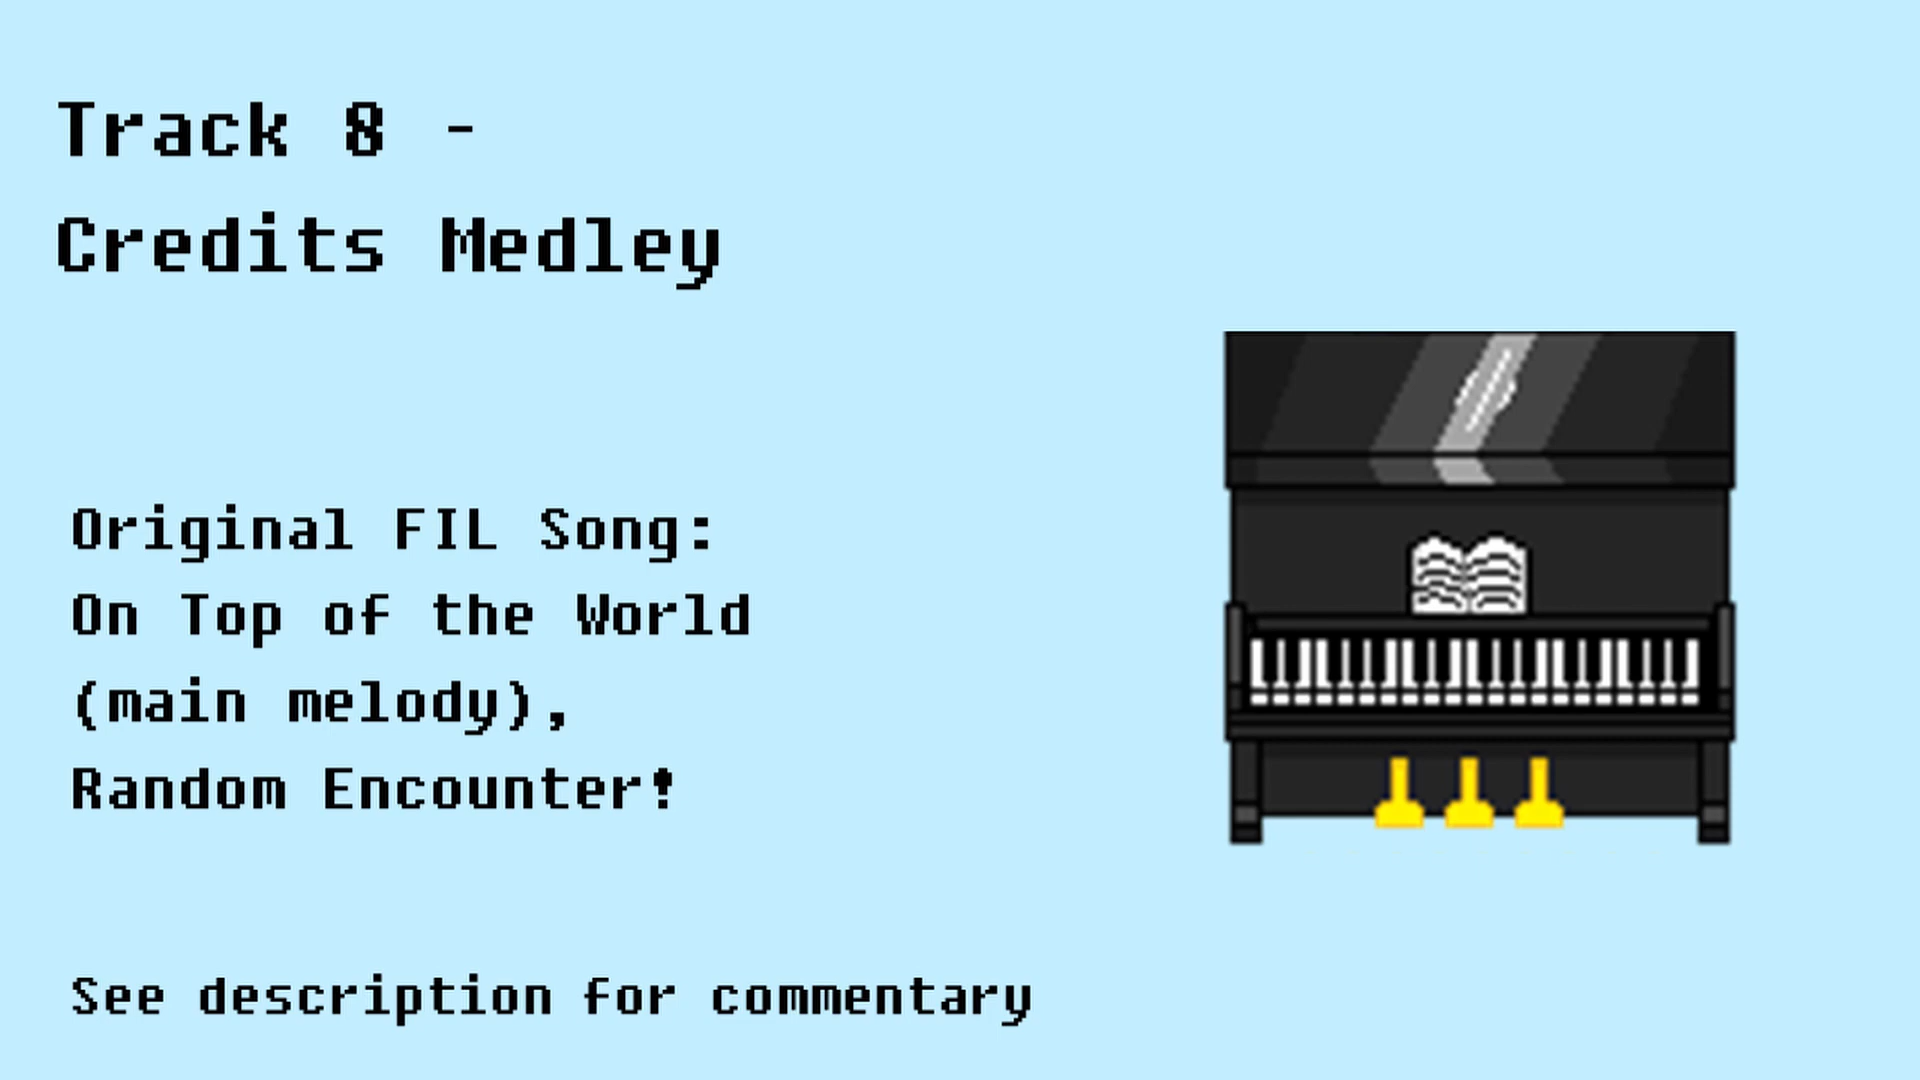 Track 8 -
Credits Medley
Original FIL Song:
On Top of the World
(main melody),
Random Encounter!
See description for commentary